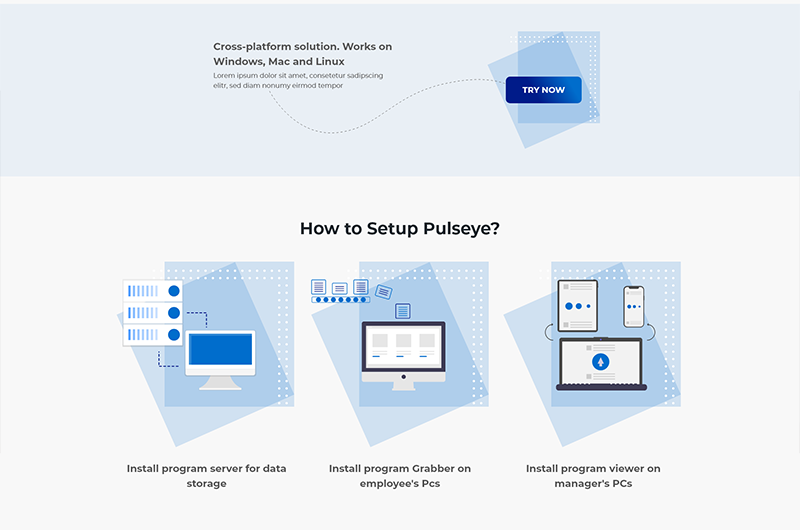 Cross-platform solution. Works on
Windows, Mac and Linux
Lorem ipsum dolor sit amet, consetetur sadipscing
elitr, sed diam nonumy eirmod tempor
TRY NOW
How to Setup Pulseye?
Install program server for data
storage
Install program Grabber on
employee's Pcs
Install program viewer on
manager's PCs